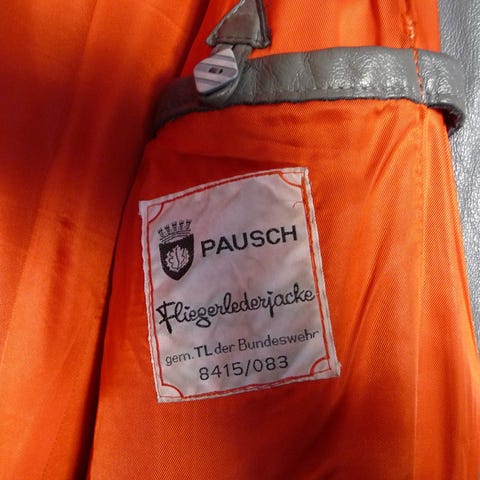 PAUSCH
Fliegerlederjacke
gem. TL der Bundeswehr
8415/083